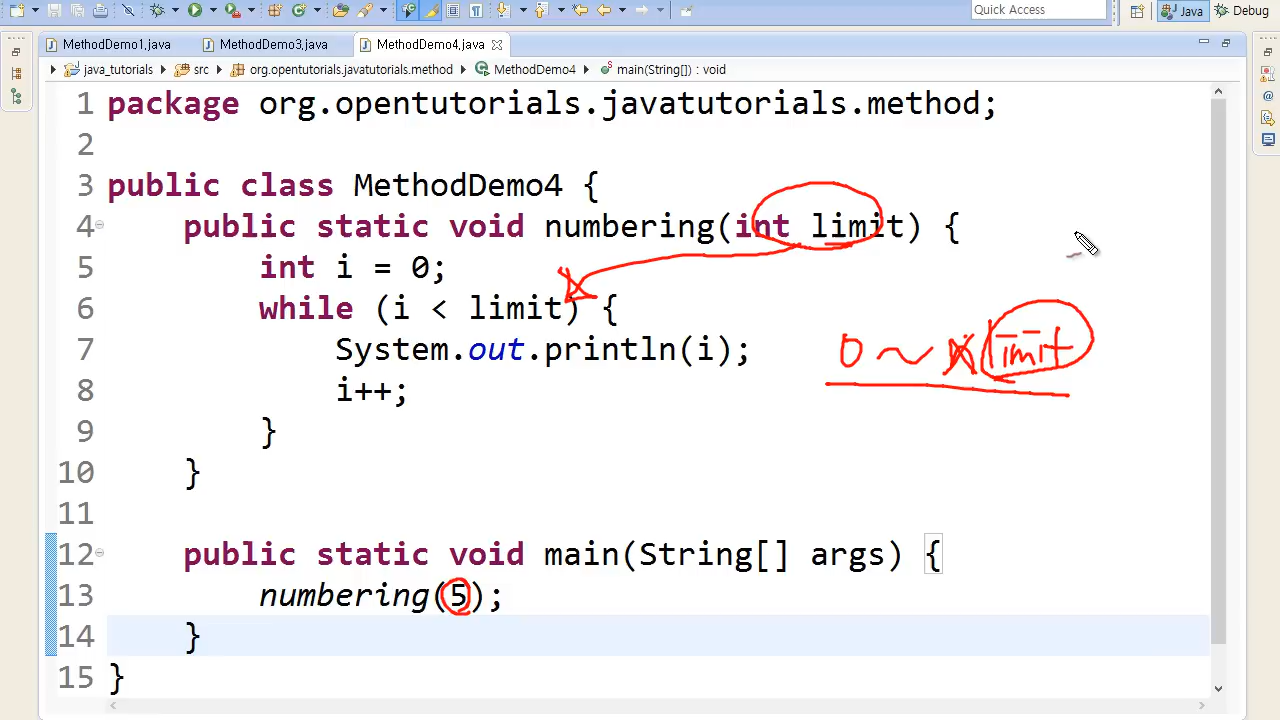 Quick Access
Java
Debug
MethodDemo1.java
MethodDemo3.java
MethodDemo4.java
java_tutorials
src
org.opentutorials.javatutorials.method
MethodDemo4
main(String[]) : void
1 package org.opentutorials.javatutorials.method;
2
3 public class MethodDemo4 {
4 public static void numbering(int limit) {
5 int i = 0;
6 while (i < limit) {
7 System.out.println(i);
8 i++;
9 }
10 }
11
12 public static void main(String[] args) {
13 numbering(5);
14 }
15 }
0 ~ limit